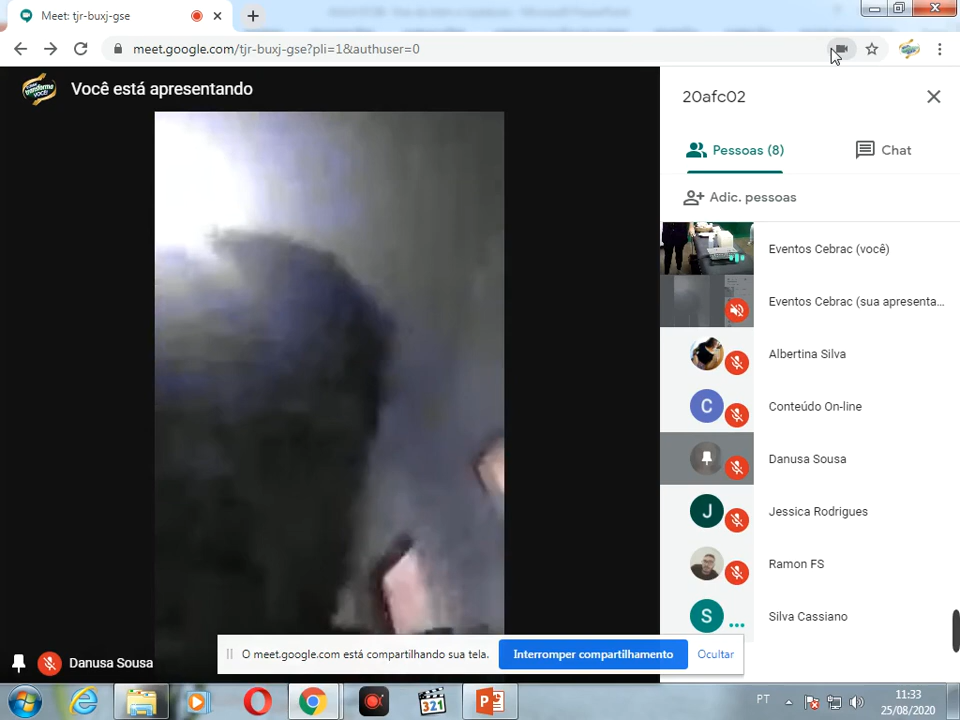 Meet: tjr-buxj-gse
meet.google.com/tjr-buxj-gse?pli=1&authuser=0
Você está apresentando
20afc02
Pessoas (8)
Chat
Adic. pessoas
Eventos Cebrac (você)
Eventos Cebrac (sua apresenta...
Albertina Silva
C
Conteúdo On-line
Danusa Sousa
J
Jessica Rodrigues
Ramon FS
S
Silva Cassiano
O meet.google.com está compartilhando sua tela.
Interromper compartilhamento
Ocultar
Danusa Sousa
321
PT
11:33
25/08/2020